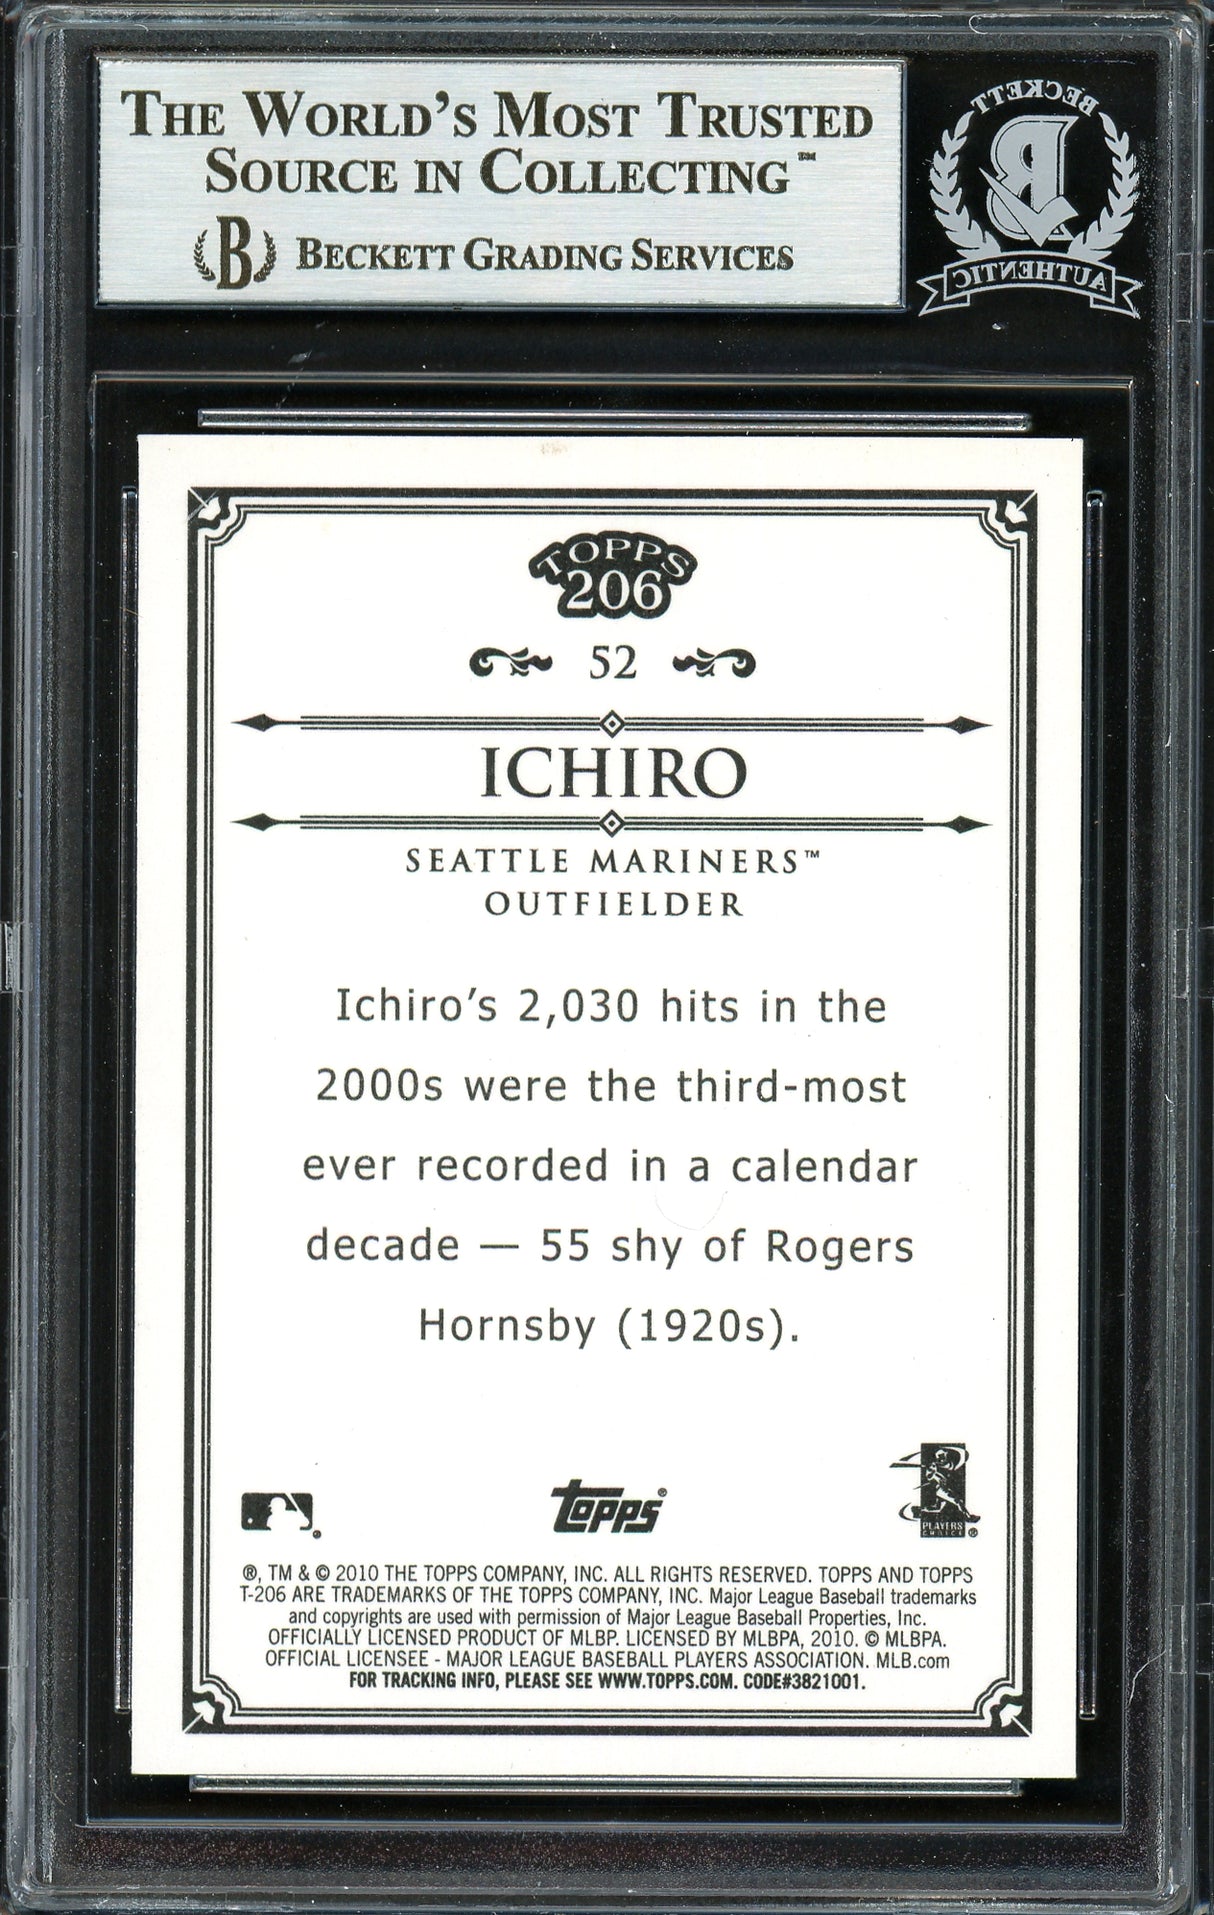 THE WORLD'S MOST TRUSTED
SOURCE IN COLLECTING™
B BECKETT GRADING SERVICES
BECKETT
B
AUTHENTIC
TOPPS
206
52
ICHIRO
SEATTLE MARINERS™
OUTFIELDER
Ichiro's 2,030 hits in the
2000s were the third-most
ever recorded in a calendar
decade — 55 shy of Rogers
Hornsby (1920s).
topps®
PLAYERS
CHOICE ®
®, TM & © 2010 THE TOPPS COMPANY, INC. ALL RIGHTS RESERVED. TOPPS AND TOPPS
T-206 ARE TRADEMARKS OF THE TOPPS COMPANY, INC. Major League Baseball trademarks
and copyrights are used with permission of Major League Baseball Properties, Inc.
OFFICIALLY LICENSED PRODUCT OF MLBP. LICENSED BY MLBPA, 2010. © MLBPA.
OFFICIAL LICENSEE - MAJOR LEAGUE BASEBALL PLAYERS ASSOCIATION. MLB.com
FOR TRACKING INFO, PLEASE SEE WWW.TOPPS.COM. CODE#3821001.